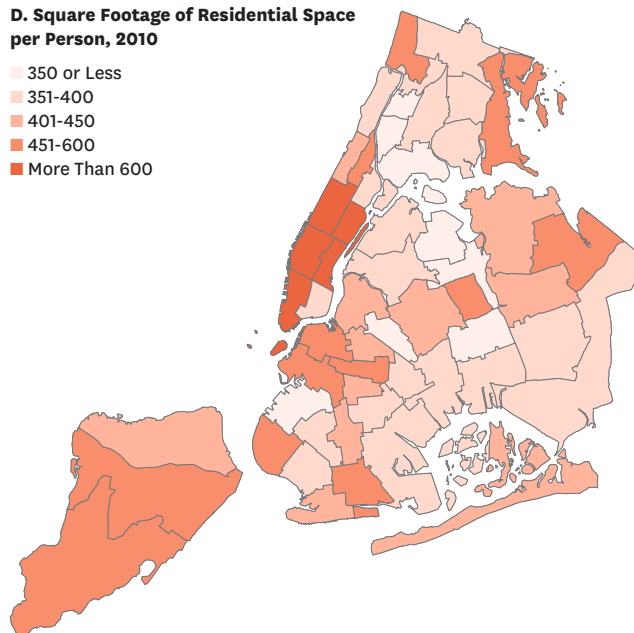 D. Square Footage of Residential Space
per Person, 2010
350 or Less
351-400
401-450
451-600
More Than 600